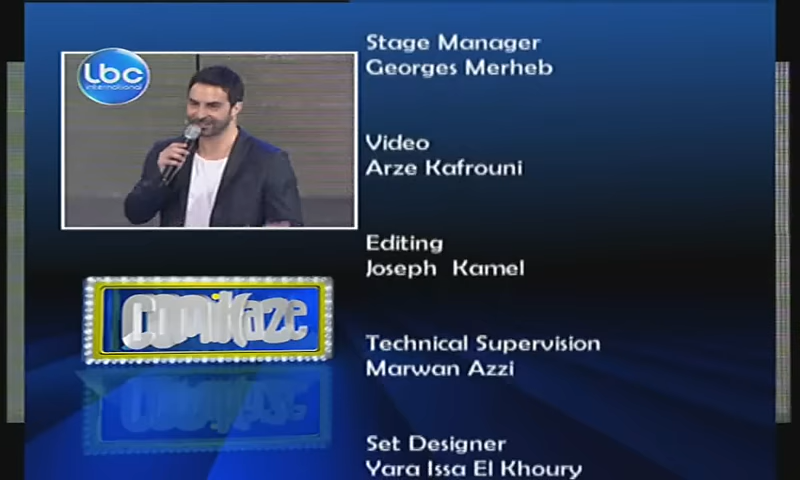 lbc
international
Stage Manager
Georges Merheb
Video
Arze Kafrouni
Editing
Joseph Kamel
comikaze
Technical Supervision
Marwan Azzi
Set Designer
Yara Issa El Khoury